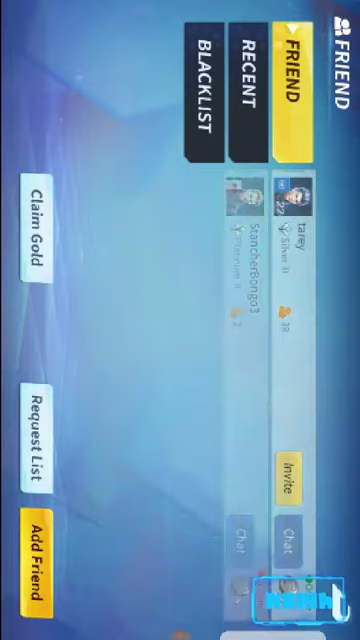 FRIEND
FRIEND
RECENT
BLACKLIST
tarey
Silver III
38
Invite
Chat
22
StancherBongo3
Platinum II
2
Chat
Claim Gold
Request List
Add Friend